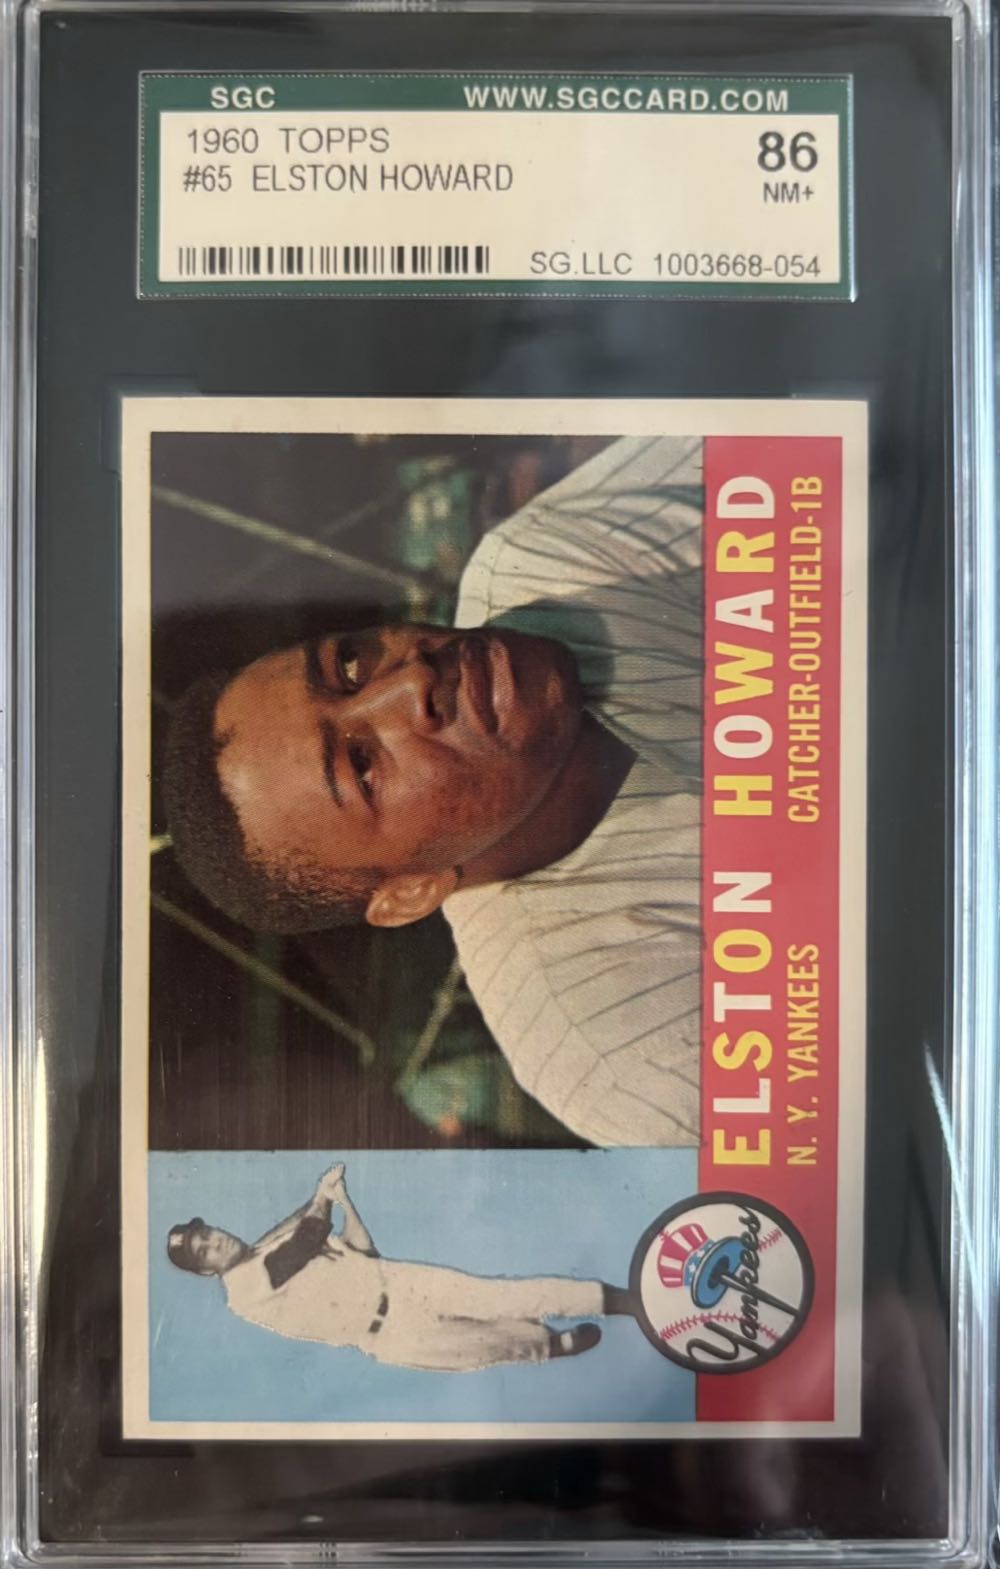 SGC WWW.SGCCARD.COM
1960 TOPPS
#65 ELSTON HOWARD
86
NM+
SG.LLC 1003668-054
ELSTON HOWARD
N. Y. YANKEES CATCHER-OUTFIELD-1B
Yankees